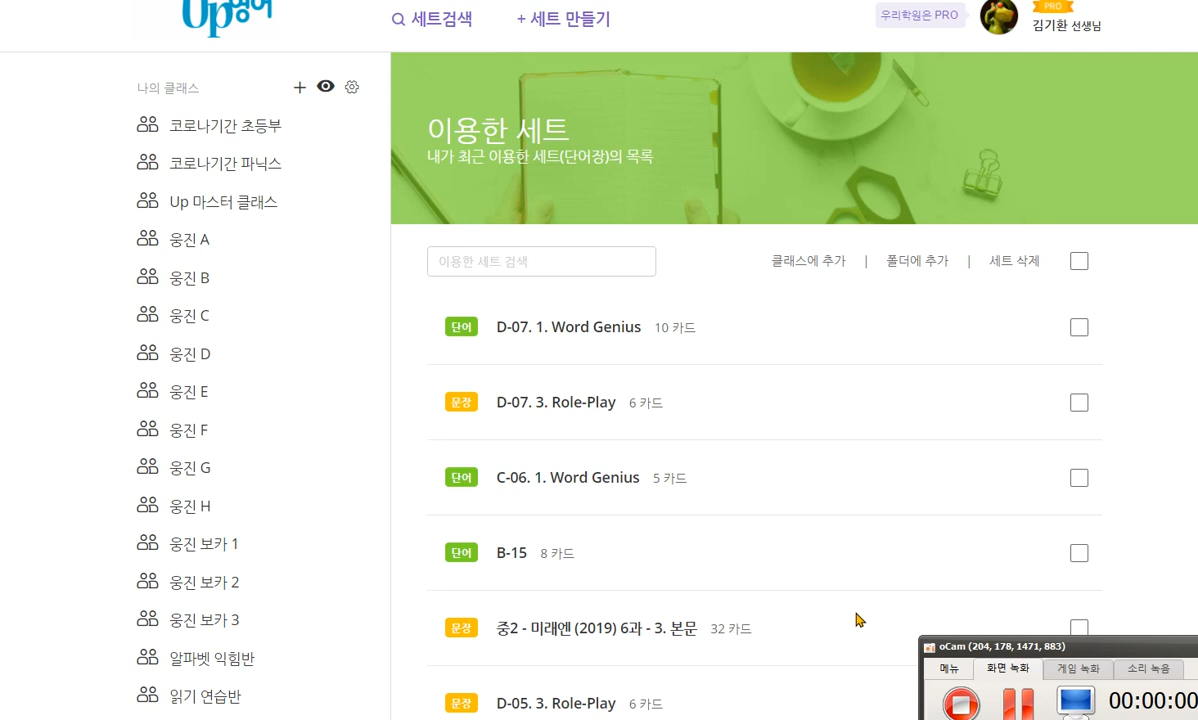 Up영어
세트검색
+ 세트 만들기
우리학원은 PRO
PRO
김기환 선생님
나의 클래스
코로나기간 초등부
코로나기간 파닉스
Up 마스터 클래스
웅진 A
웅진 B
웅진 C
웅진 D
웅진 E
웅진 F
웅진 G
웅진 H
웅진 보카 1
웅진 보카 2
웅진 보카 3
알파벳 익힘반
읽기 연습반
이용한 세트
내가 최근 이용한 세트(단어장)의 목록
이용한 세트 검색
클래스에 추가 | 폴더에 추가 | 세트 삭제
단어 D-07. 1. Word Genius 10 카드
문장 D-07. 3. Role-Play 6 카드
단어 C-06. 1. Word Genius 5 카드
단어 B-15 8 카드
문장 중2 - 미래엔 (2019) 6과 - 3. 본문 32 카드
문장 D-05. 3. Role-Play 6 카드
oCam (204, 178, 1471, 883)
메뉴 화면 녹화 게임 녹화 소리 녹음
00:00:00